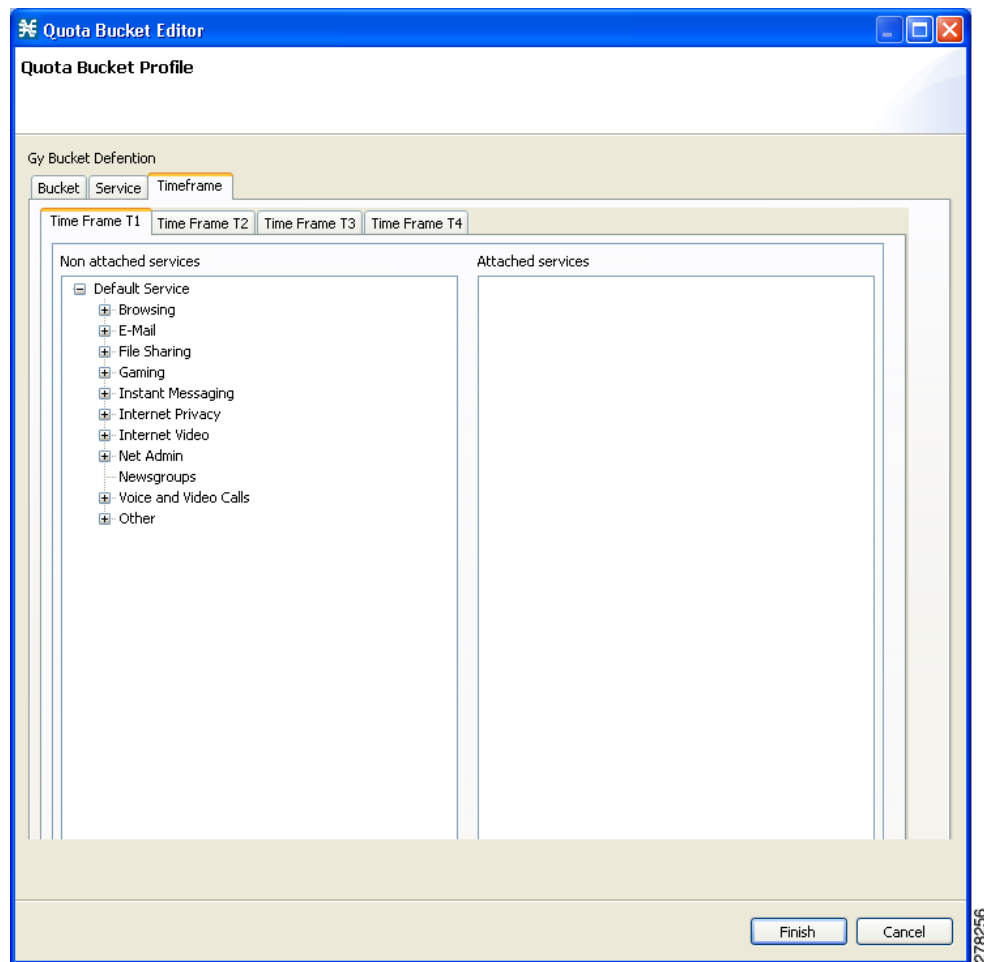 Quota Bucket Editor
Quota Bucket Profile
Gy Bucket Defention
Bucket Service Timeframe
Time Frame T1 Time Frame T2 Time Frame T3 Time Frame T4
Non attached services Attached services
Default Service
Browsing
E-Mail
File Sharing
Gaming
Instant Messaging
Internet Privacy
Internet Video
Net Admin
Newsgroups
Voice and Video Calls
Other
Finish Cancel
278256